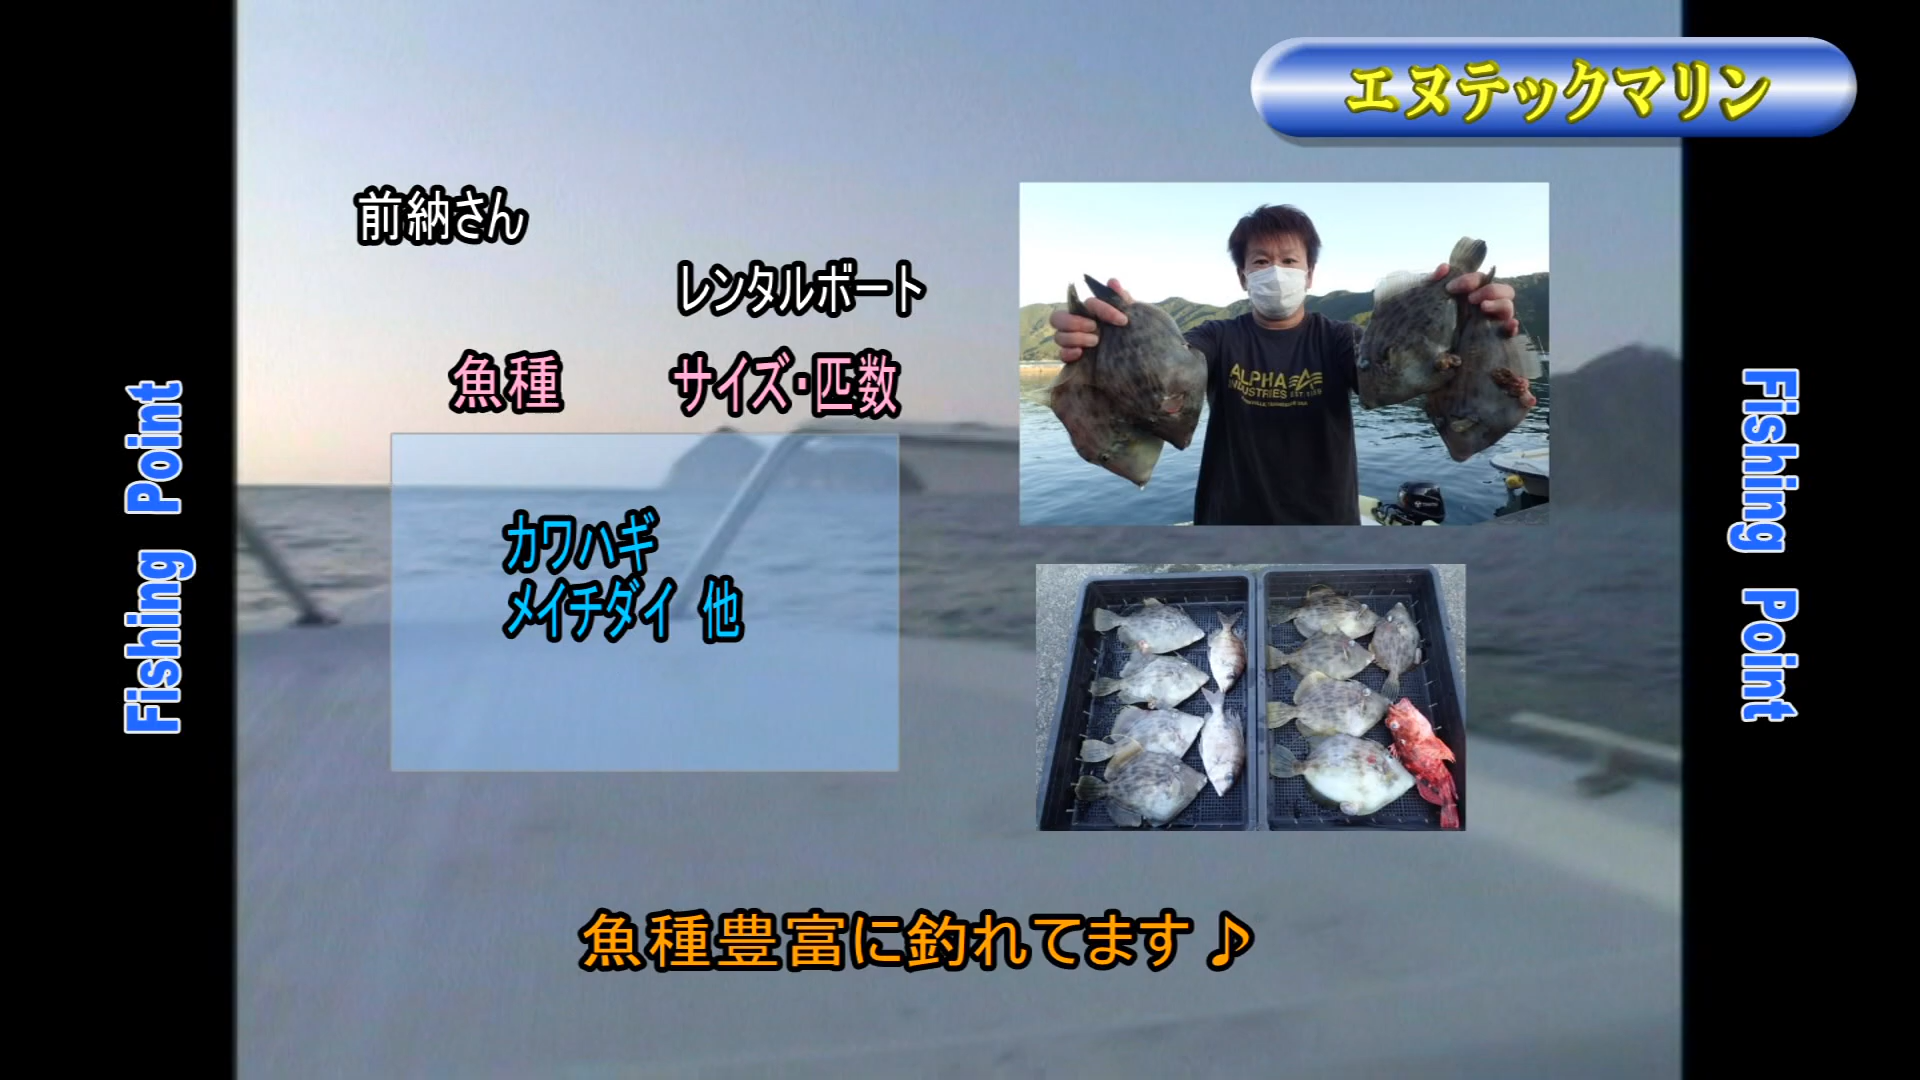 エヌテックマリン
前納さん
レンタルボート
魚種 サイズ・匹数
カワハギ
メイチダイ 他
ALPHA
INDUSTRIES
魚種豊富に釣れてます♪
Fishing Point
Fishing Point